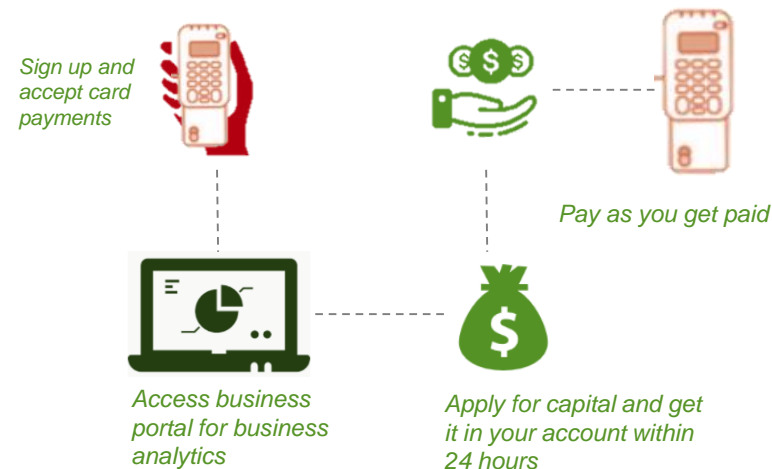 Sign up and
accept card
payments
$ $ $
Pay as you get paid
$
Access business
portal for business
analytics
Apply for capital and get
it in your account within
24 hours